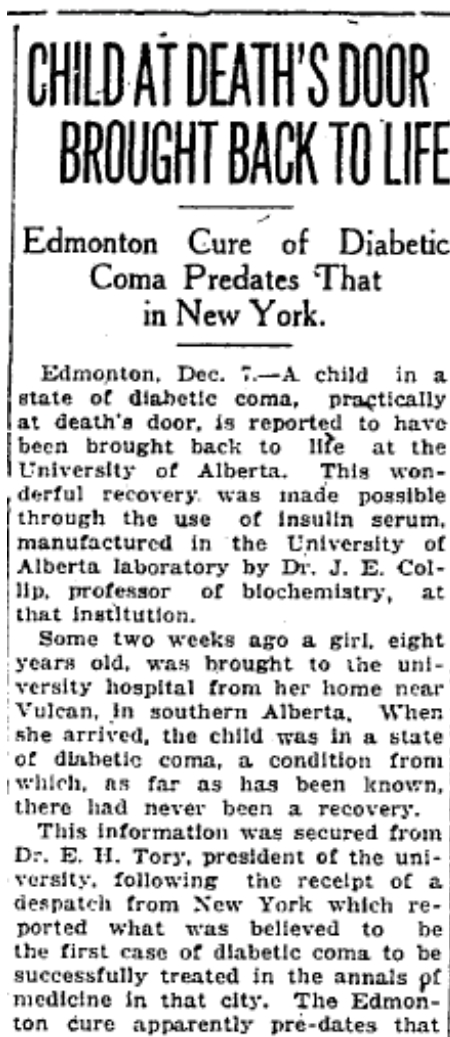 CHILD AT DEATH'S DOOR
BROUGHT BACK TO LIFE
Edmonton Cure of Diabetic
Coma Predates That
in New York.
Edmonton, Dec. 7.—A child in a
state of diabetic coma, practically
at death's door, is reported to have
been brought back to life at the
University of Alberta. This won-
derful recovery was made possible
through the use of insulin serum,
manufactured in the University of
Alberta laboratory by Dr. J. E. Col-
lip, professor of biochemistry, at
that institution.
Some two weeks ago a girl, eight
years old, was brought to the uni-
versity hospital from her home near
Vulcan, in southern Alberta. When
she arrived, the child was in a state
of diabetic coma, a condition from
which, as far as has been known,
there had never been a recovery.
This information was secured from
Dr. E. H. Tory, president of the uni-
versity, following the receipt of a
despatch from New York which re-
ported what was believed to be
the first case of diabetic coma to be
successfully treated in the annals of
medicine in that city. The Edmon-
ton cure apparently pre-dates that